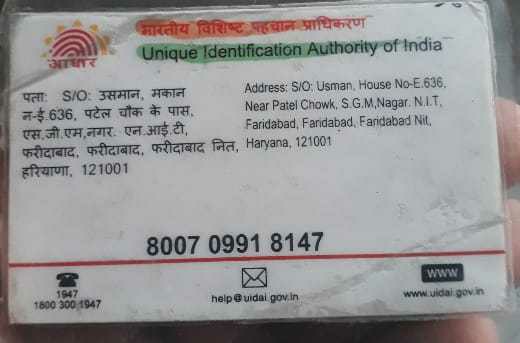 भारतीय विशिष्ट पहचान प्राधिकरण
Unique Identification Authority of India
आधार
पता: S/O: उसमान, मकान
न-ई.636, पटेल चौक के पास,
एस.जी.एम,नगर. एन.आई.टी,
फरीदाबाद, फरीदाबाद, फरीदाबाद नित,
हरियाणा, 121001
Address: S/O: Usman, House No-E.636,
Near Patel Chowk, S.G.M,Nagar. N.I.T,
Faridabad, Faridabad, Faridabad Nit,
Haryana, 121001
8007 0991 8147
1947
1800 300 1947
help@uidai.gov.in
www
www.uidai.gov.in